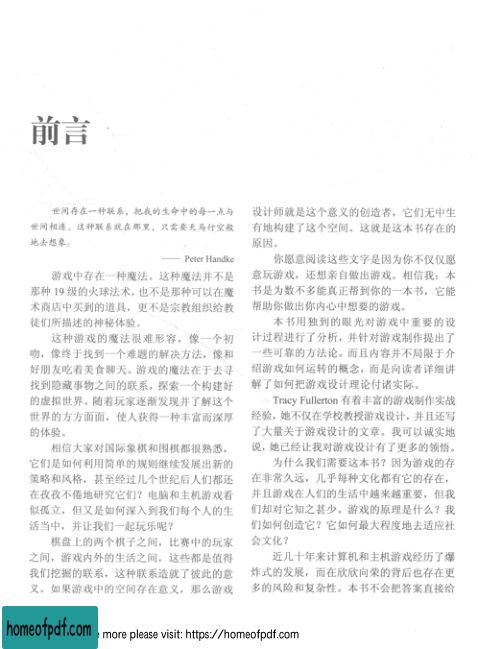 前言
世间存在一种联系，把我的生命中的每一点与
世间相连。这种联系就在那里，只需要天马行空般
地去想象。
—— Peter Handke
游戏中存在一种魔法。这种魔法并不是
那种 19 级的火球法术，也不是那种可以在魔
术商店中买到的道具，更不是宗教组织给教
徒们所描述的神秘体验。
这种游戏的魔法很难形容，像一个初
吻，像终于找到一个难题的解决方法，像和
好朋友吃着美食聊天。游戏的魔法在于去寻
找到隐藏事物之间的联系，探索一个构建好
的虚拟世界。随着玩家逐渐发现并了解这个
世界的方方面面，使人获得一种丰富而深厚
的体验。
相信大家对国际象棋和围棋都很熟悉，
它们是如何利用简单的规则继续发展出新的
策略和风格，甚至经过几个世纪后人们都还
在孜孜不倦地研究它们？电脑和主机游戏看
似孤立，但又是如何深入到我们每个人的生
活当中，并让我们一起玩乐呢？
棋盘上的两个棋子之间，比赛中的玩家
之间，游戏内外的生活之间，这些都是值得
我们挖掘的联系，这种联系造就了彼此的意
义。如果游戏中的空间存在意义，那么游戏
设计师就是这个意义的创造者，它们无中生
有地构建了这个空间。这就是这本书存在的
原因。
你愿意阅读这些文字是因为你不仅仅愿
意玩游戏，还想亲自做出游戏。相信我：本
书是为数不多能真正帮到你的一本书，它能
帮助你做出你内心中想要的游戏。
本书用独到的眼光对游戏中重要的设
计过程进行了分析，并针对游戏制作提出了
一些可靠的方法论。而且内容并不局限于介
绍游戏如何运转的概念，而是向读者详细讲
解了如何把游戏设计理论付诸实际。
Tracy Fullerton 有着丰富的游戏制作实战
经验，她不仅在学校教授游戏设计，并且还写
了大量关于游戏设计的文章。我可以诚实地
说，她已经让我对游戏设计有了更多的领悟。
为什么我们需要这本书？因为游戏的存
在非常久远，几乎每种文化都有它的存在，
并且游戏在人们的生活中越来越重要，但我
们却对它知之甚少。游戏的原理是什么？我
们如何创造它？它如何最大程度地去适应社
会文化？
近几十年来计算机和主机游戏经历了爆
炸式的发展，而在欣欣向荣的背后也存在更
多的风险和复杂性。本书不会把答案直接给
homeofpdf.com
e more please visit: https://homeofpdf.com